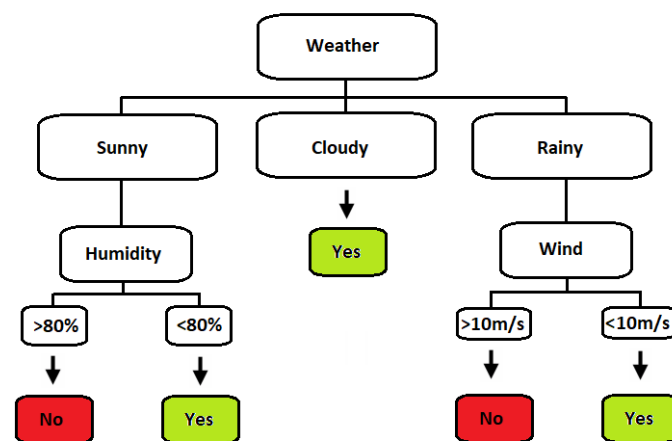 Weather
Sunny
Cloudy
Rainy
Humidity
Yes
Wind
>80%
<80%
>10m/s
<10m/s
No
Yes
No
Yes